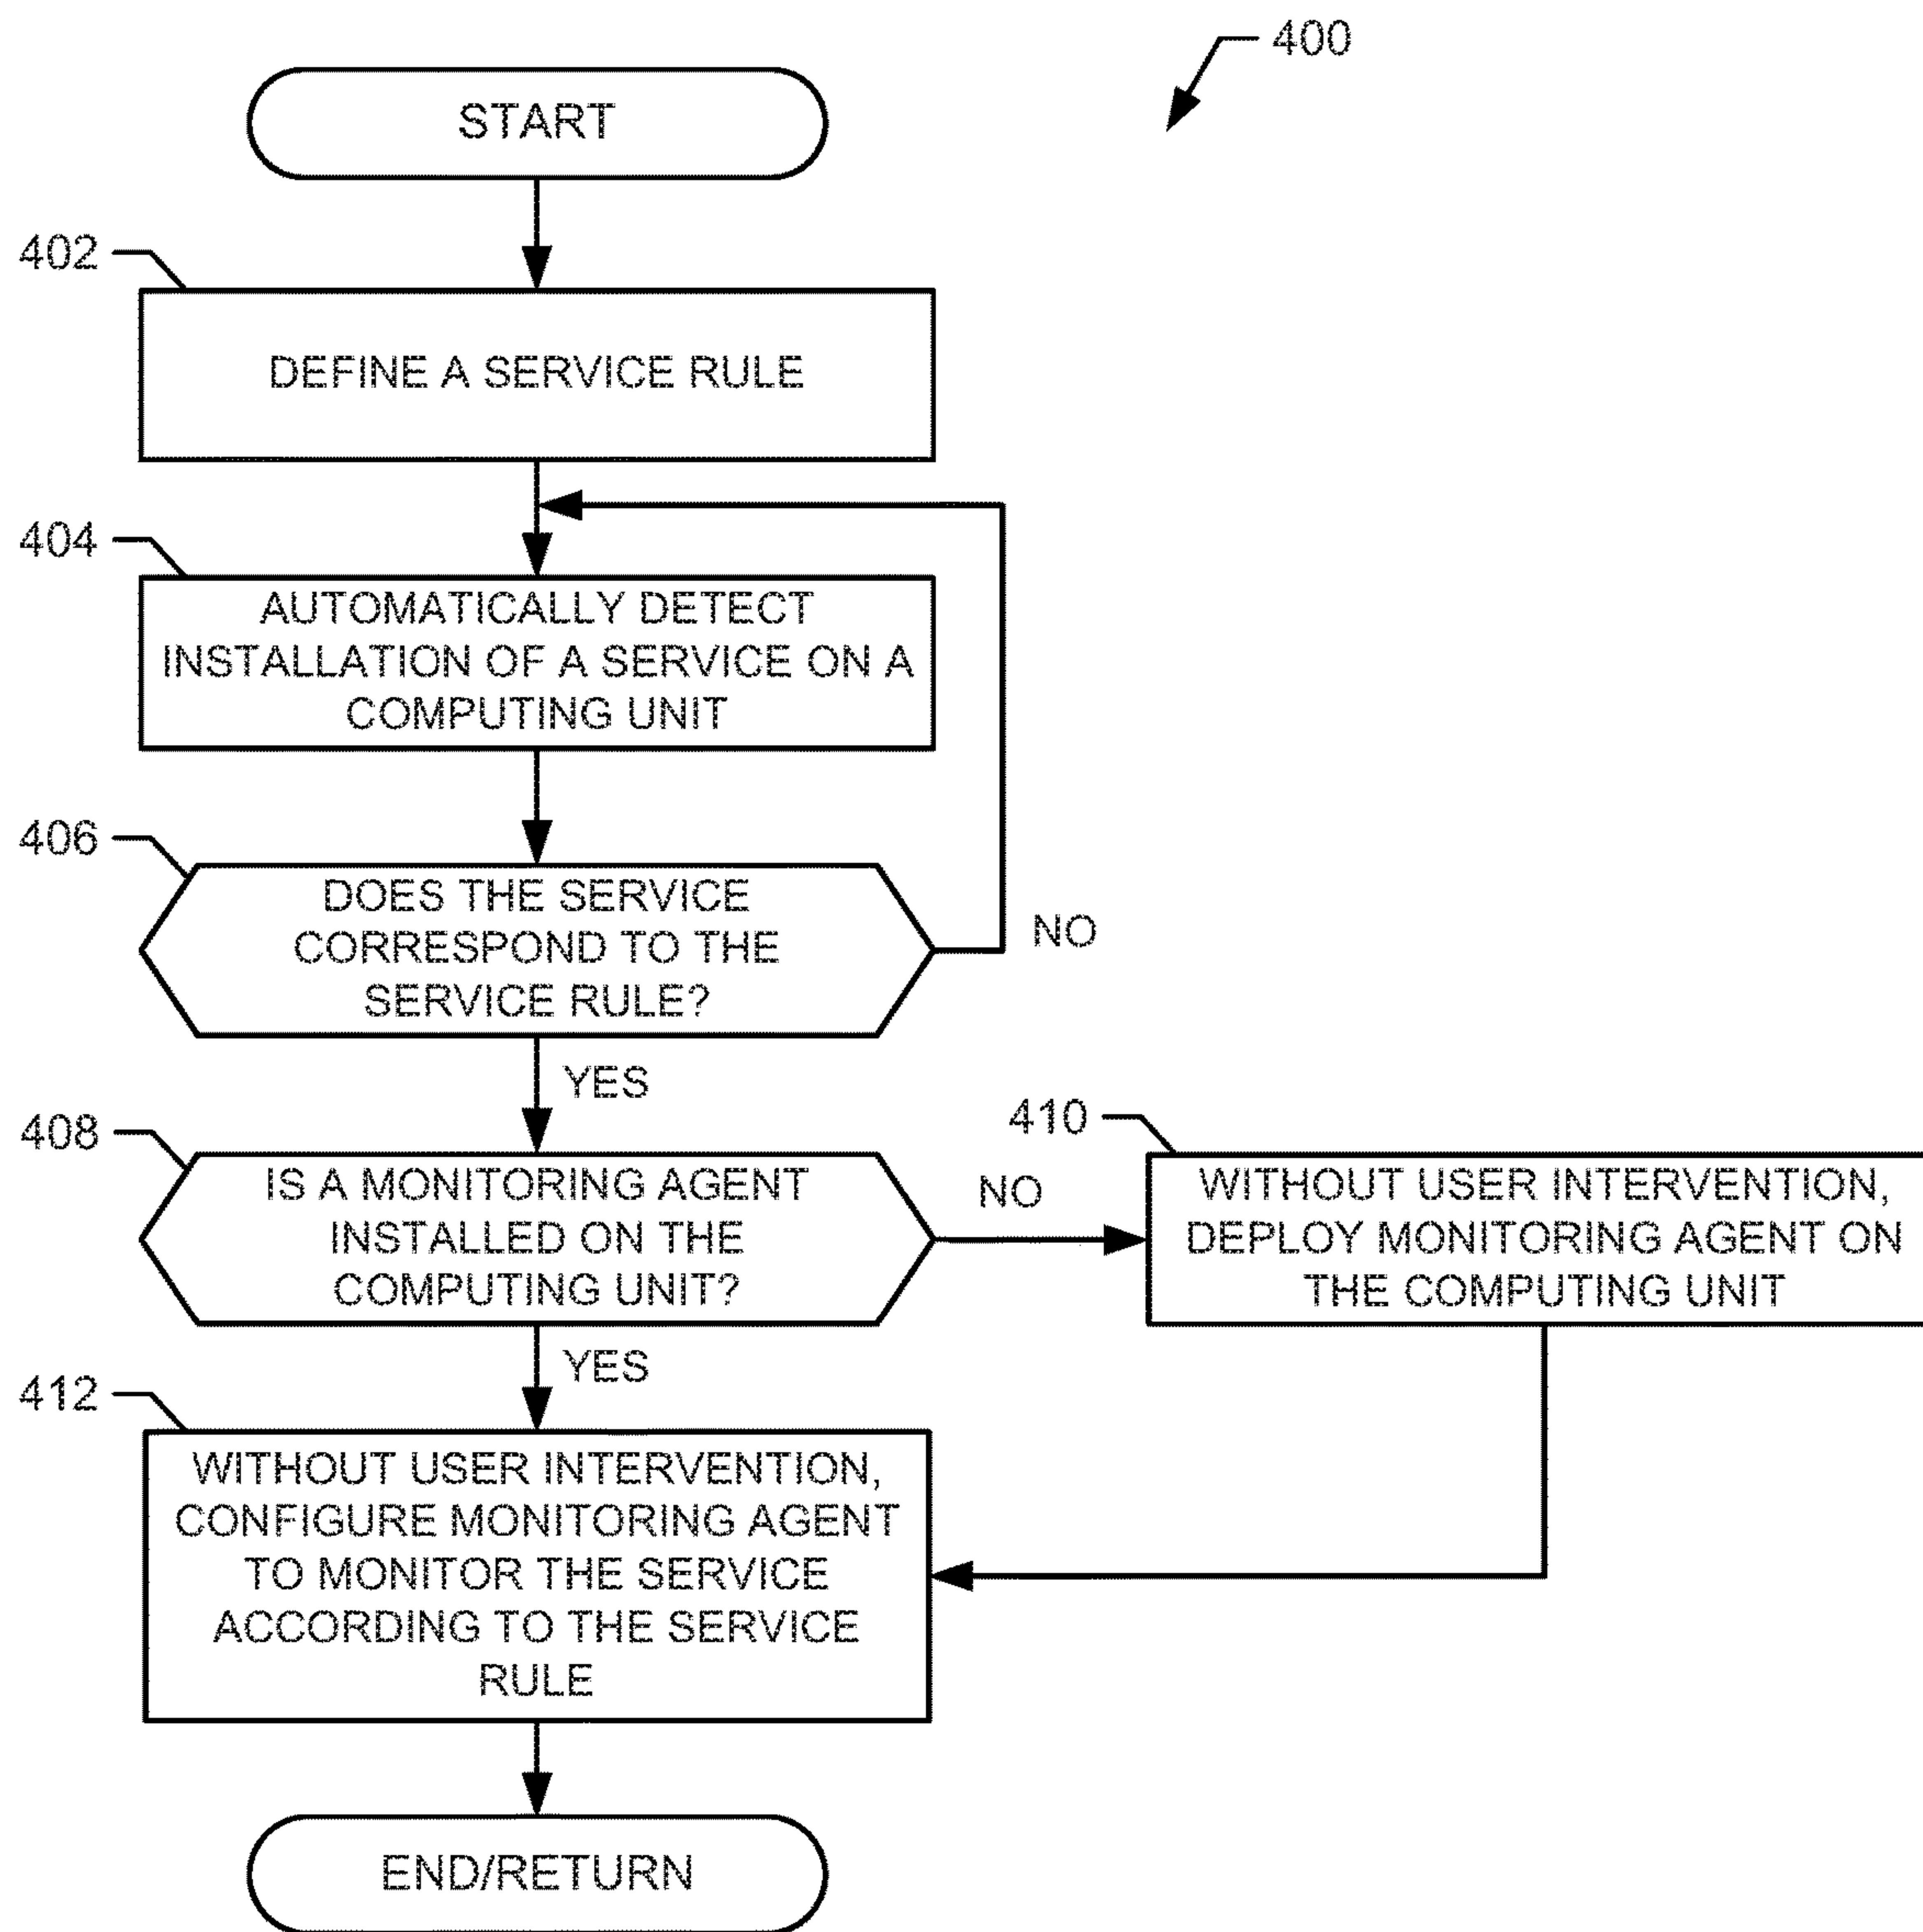 400
START
402
DEFINE A SERVICE RULE
404
AUTOMATICALLY DETECT
INSTALLATION OF A SERVICE ON A
COMPUTING UNIT
406
DOES THE SERVICE
CORRESPOND TO THE
SERVICE RULE?
NO
YES
408
IS A MONITORING AGENT
INSTALLED ON THE
COMPUTING UNIT?
NO
410
WITHOUT USER INTERVENTION,
DEPLOY MONITORING AGENT ON
THE COMPUTING UNIT
YES
412
WITHOUT USER INTERVENTION,
CONFIGURE MONITORING AGENT
TO MONITOR THE SERVICE
ACCORDING TO THE SERVICE
RULE
END/RETURN